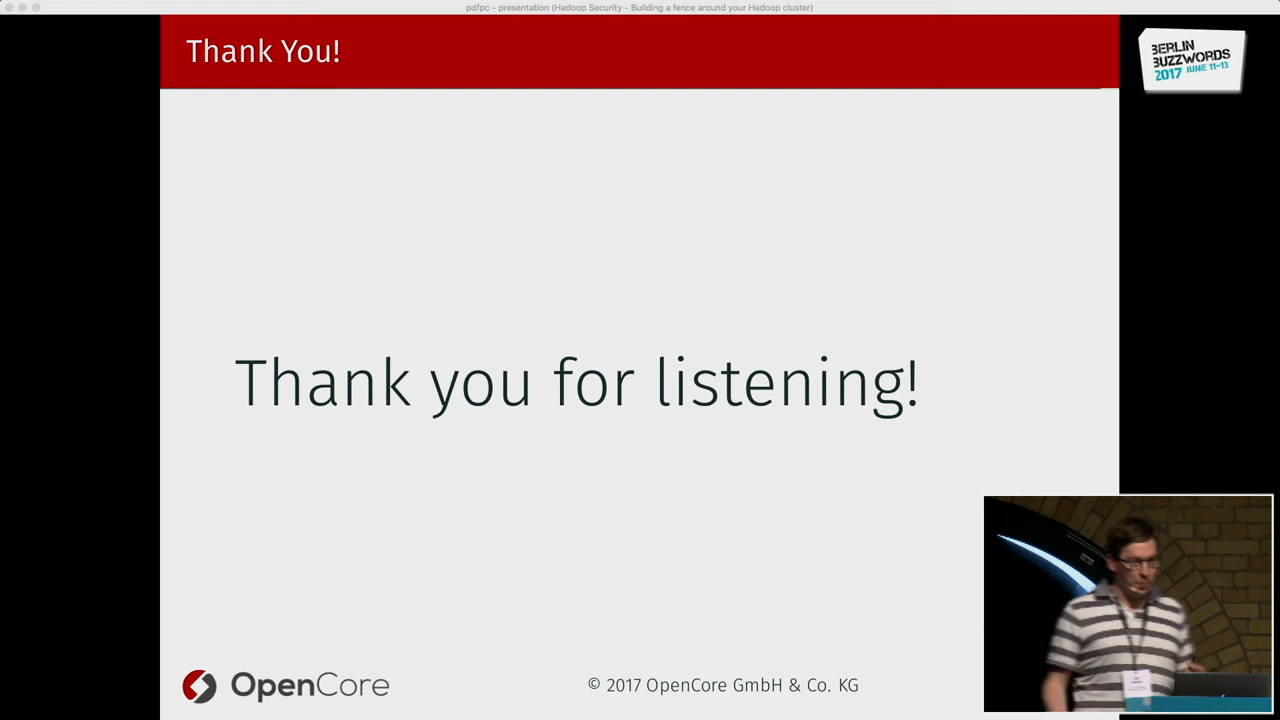 pdfpc - presentation (Hadoop Security - Building a fence around your Hadoop cluster)
Thank You!
BERLIN
BUZZWORDS
2017 JUNE 11-13
Thank you for listening!
OpenCore
© 2017 OpenCore GmbH & Co. KG